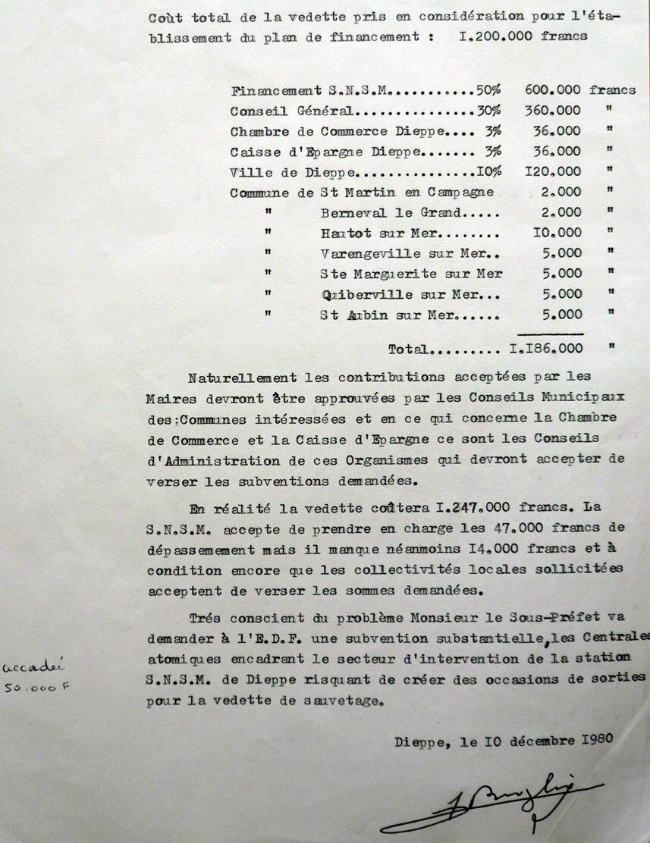 Coût total de la vedette pris en considération pour l'éta-
blissement du plan de financement : I.200.000 francs
Financement S.N.S.M...........50% 600.000 francs
Conseil Général...............30% 360.000 "
Chambre de Commerce Dieppe.... 3% 36.000 "
Caisse d'Epargne Dieppe....... 3% 36.000 "
Ville de Dieppe...............I0% I20.000 "
Commune de St Martin en Campagne 2.000 "
" Berneval le Grand..... 2.000 "
" Hautot sur Mer........ I0.000 "
" Varengeville sur Mer.. 5.000 "
" Ste Marguerite sur Mer 5.000 "
" Quiberville sur Mer... 5.000 "
" St Aubin sur Mer...... 5.000 "
Total......... I.I86.000 "
Naturellement les contributions acceptées par les
Maires devront être approuvées par les Conseils Municipaux
des;Communes intéressées et en ce qui concerne la Chambre
de Commerce et la Caisse d'Epargne ce sont les Conseils
d'Administration de ces Organismes qui devront accepter de
verser les subventions demandées.
En réalité la vedette coûtera I.247.000 francs. La
S.N.S.M. accepte de prendre en charge les 47.000 francs de
dépassement mais il manque néanmoins I4.000 francs et à
condition encore que les collectivités locales sollicitées
acceptent de verser les sommes demandées.
Trés conscient du problème Monsieur le Sous-Préfet va
demander à l'E.D.F. une subvention substantielle,les Centrales
atomiques encadrant le secteur d'intervention de la station
S.N.S.M. de Dieppe risquant de créer des occasions de sorties
pour la vedette de sauvetage.
accordé
50.000 F
Dieppe, le I0 décembre I980